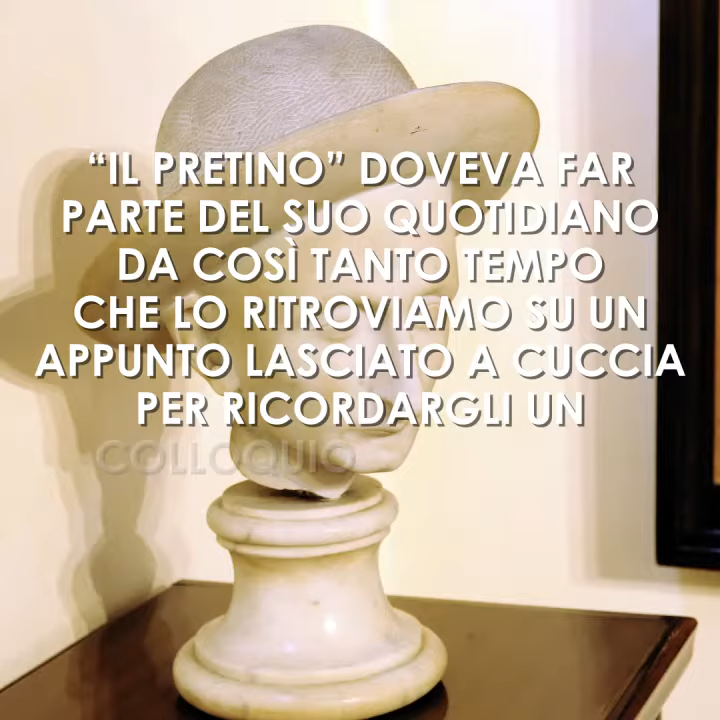 “IL PRETINO” DOVEVA FAR
PARTE DEL SUO QUOTIDIANO
DA COSÌ TANTO TEMPO
CHE LO RITROVIAMO SU UN
APPUNTO LASCIATO A CUCCIA
PER RICORDARGLI UN
COLLOQUIO